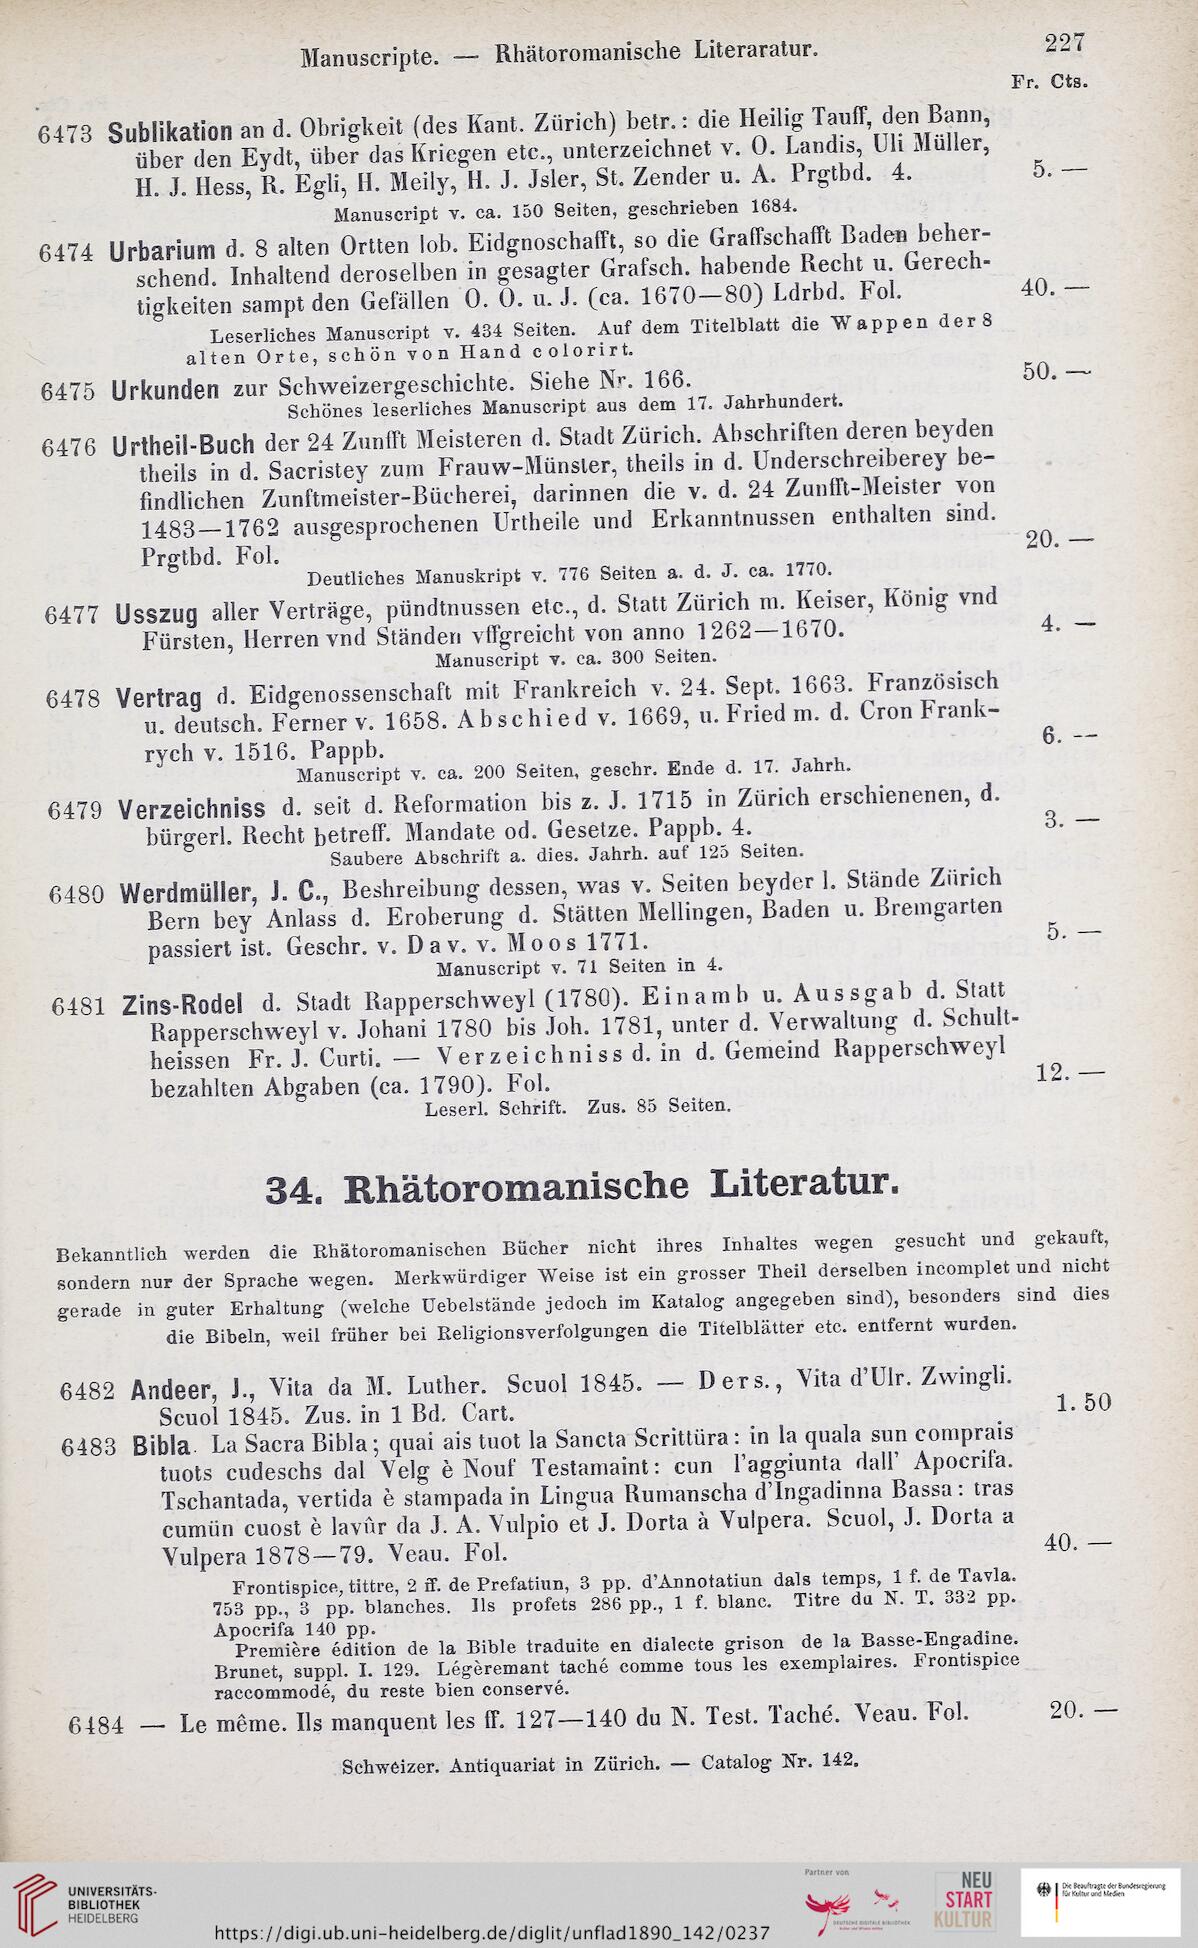 Manuscripte. — Rhätoromanische Literaratur. 227
Fr. Cts.
6473 Sublikation an d. Obrigkeit (des Kant. Zürich) betr.: die Heilig Tauff, den Bann,
über den Eydt, über das Kriegen etc., unterzeichnet v. O. Landis, Uli Müller,
H. J. Hess, R. Egli, H. Meily, H. J. Jsler, St. Zender u. A. Prgtbd. 4. 5. —
Manuscript v. ca. 150 Seiten, geschrieben 1684.
6474 Urbarium d. 8 alten Ortten lob. Eidgnoschafft, so die Graffschafft Baden beher-
schend. Inhaltend deroselben in gesagter Grafsch. habende Recht u. Gerech-
tigkeiten sampt den Gefällen O. O. u. J. (ca. 1670—80) Ldrbd. Fol. 40. —
Leserliches Manuscript v. 434 Seiten. Auf dem Titelblatt die Wappen der 8
alten Orte, schön von Hand colorirt.
6475 Urkunden zur Schweizergeschichte. Siehe Nr. 166. 50. —
Schönes leserliches Manuscript aus dem 17. Jahrhundert.
6476 Urtheil-Buch der 24 Zunfft Meisteren d. Stadt Zürich. Abschriften deren beyden
theils in d. Sacristey zum Frauw-Münster, theils in d. Underschreiberey be-
findlichen Zunftmeister-Bücherei, darinnen die v. d. 24 Zunfft-Meister von
1483—1762 ausgesprochenen Urtheile und Erkanntnussen enthalten sind.
Prgtbd. Fol. 20. —
Deutliches Manuskript v. 776 Seiten a. d. J. ca. 1770.
6477 Usszug aller Verträge, pündtnussen etc., d. Statt Zürich m. Keiser, König vnd
Fürsten, Herren vnd Ständen vffgreicht von anno 1262—1670. 4. —
Manuscript v. ca. 300 Seiten.
6478 Vertrag d. Eidgenossenschaft mit Frankreich v. 24. Sept. 1663. Französisch
u. deutsch. Ferner v. 1658. Abschied v. 1669, u. Fried m. d. Cron Frank-
rych v. 1516. Pappb. 6. —
Manuscript v. ca. 200 Seiten, geschr. Ende d. 17. Jahrh.
6479 Verzeichniss d. seit d. Reformation bis z. J. 1715 in Zürich erschienenen, d.
bürgerl. Recht betreff. Mandate od. Gesetze. Pappb. 4. 3. —
Saubere Abschrift a. dies. Jahrh. auf 125 Seiten.
6480 Werdmüller, J. C., Beshreibung dessen, was v. Seiten beyder l. Stände Zürich
Bern bey Anlass d. Eroberung d. Stätten Mellingen, Baden u. Bremgarten
passiert ist. Geschr. v. Dav. v. Moos 1771. 5. —
Manuscript v. 71 Seiten in 4.
6481 Zins-Rodel d. Stadt Rapperschweyl (1780). Einamb u. Aussgab d. Statt
Rapperschweyl v. Johani 1780 bis Joh. 1781, unter d. Verwaltung d. Schult-
heissen Fr. J. Curti. — Verzeichniss d. in d. Gemeind Rapperschweyl
bezahlten Abgaben (ca. 1790). Fol. 12. —
Leserl. Schrift. Zus. 85 Seiten.
34. Rhätoromanische Literatur.
Bekanntlich werden die Rhätoromanischen Bücher nicht ihres Inhaltes wegen gesucht und gekauft,
sondern nur der Sprache wegen. Merkwürdiger Weise ist ein grosser Theil derselben incomplet und nicht
gerade in guter Erhaltung (welche Uebelstände jedoch im Katalog angegeben sind), besonders sind dies
die Bibeln, weil früher bei Religionsverfolgungen die Titelblätter etc. entfernt wurden.
6482 Andeer, J., Vita da M. Luther. Scuol 1845. — Ders., Vita d'Ulr. Zwingli.
Scuol 1845. Zus. in 1 Bd. Cart. 1. 50
6483 Bibla. La Sacra Bibla; quai ais tuot la Sancta Scrittüra: in la quala sun comprais
tuots cudeschs dal Velg è Nouf Testamaint: cun l'aggiunta dall' Apocrifa.
Tschantada, vertida è stampada in Lingua Rumanscha d'Ingadinna Bassa: tras
cumün cuost è lavûr da J. A. Vulpio et J. Dorta à Vulpera. Scuol, J. Dorta a
Vulpera 1878—79. Veau. Fol. 40. —
Frontispice, tittre, 2 ff. de Prefatiun, 3 pp. d'Annotatiun dals temps, 1 f. de Tavla.
753 pp., 3 pp. blanches. Ils profets 286 pp., 1 f. blanc. Titre du N. T. 332 pp.
Apocrifa 140 pp.
Première édition de la Bible traduite en dialecte grison de la Basse-Engadine.
Brunet, suppl. I. 129. Légèremant taché comme tous les exemplaires. Frontispice
raccommodé, du reste bien conservé.
6484 — Le même. Ils manquent les ff. 127—140 du N. Test. Taché. Veau. Fol. 20. —
Schweizer. Antiquariat in Zürich. — Catalog Nr. 142.
UNIVERSITÄTS-
BIBLIOTHEK
HEIDELBERG
https://digi.ub.uni-heidelberg.de/diglit/unflad1890_142/0237
Partner von
DEUTSCHE DIGITALE BIBLIOTHEK
Kultur und Wissen online
NEU
START
KULTUR
Die Beauftragte der Bundesregierung
für Kultur und Medien